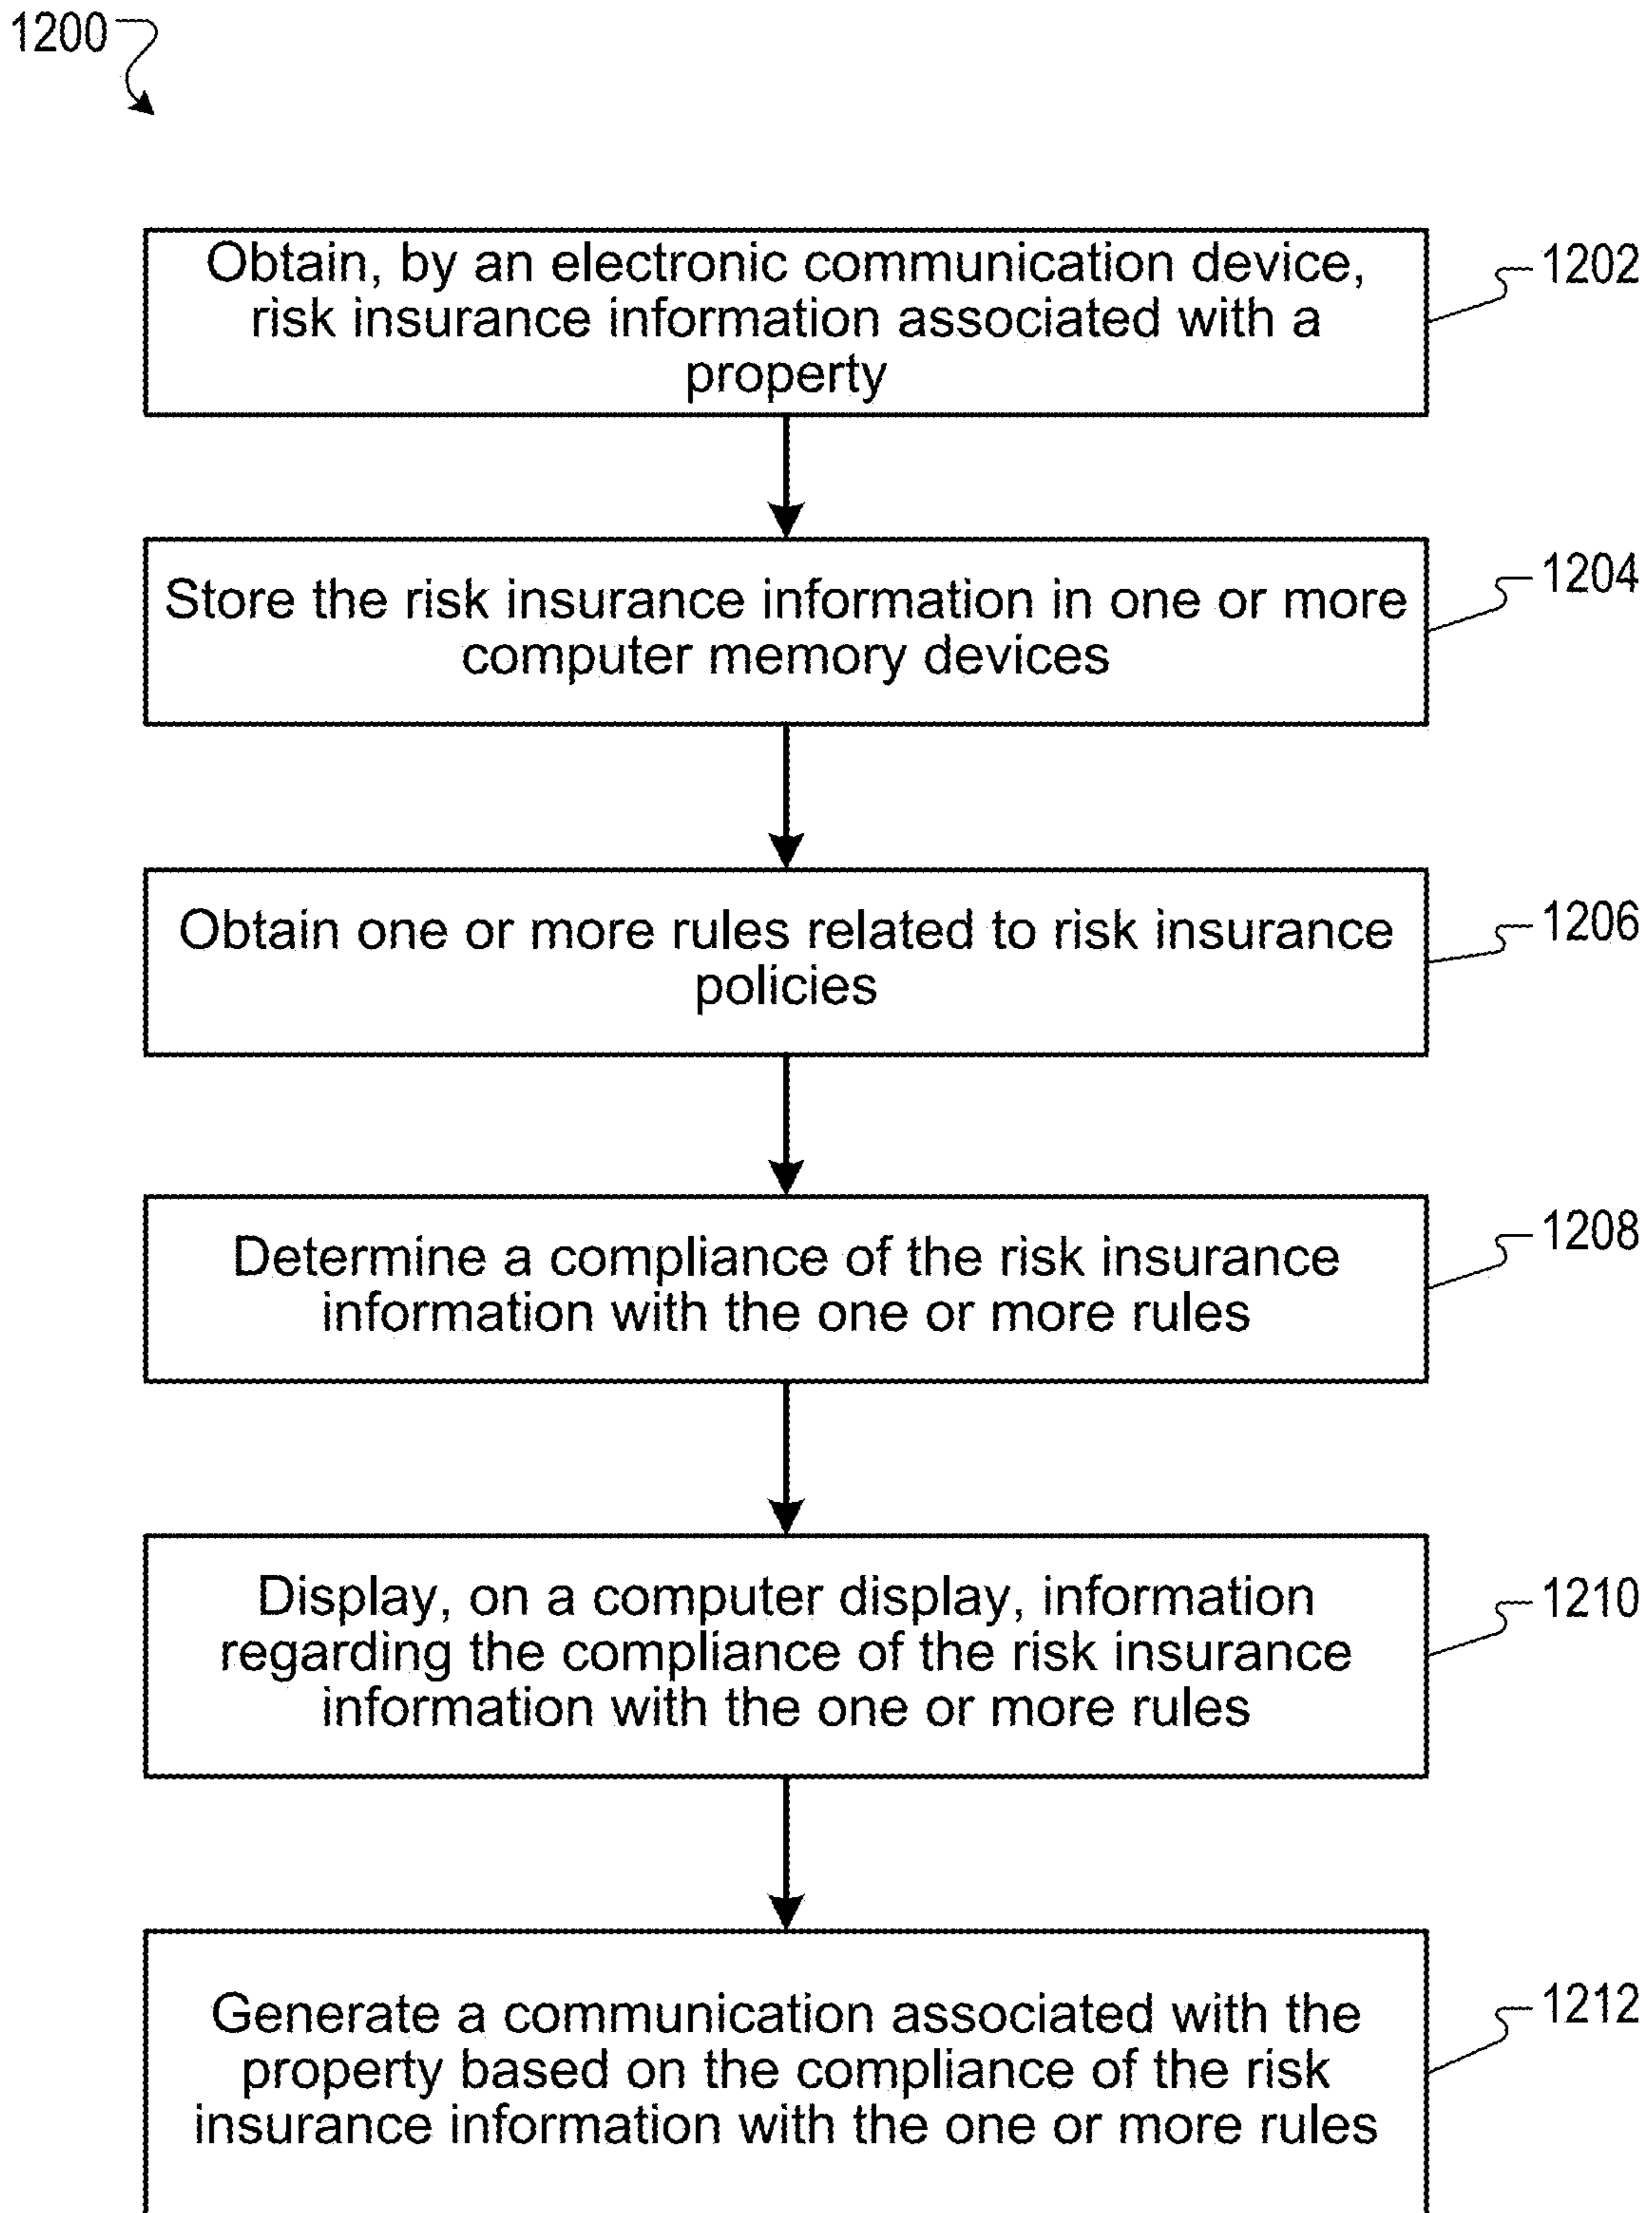 1200
Obtain, by an electronic communication device,
risk insurance information associated with a
property
1202
Store the risk insurance information in one or more
computer memory devices
1204
Obtain one or more rules related to risk insurance
policies
1206
Determine a compliance of the risk insurance
information with the one or more rules
1208
Display, on a computer display, information
regarding the compliance of the risk insurance
information with the one or more rules
1210
Generate a communication associated with the
property based on the compliance of the risk
insurance information with the one or more rules
1212